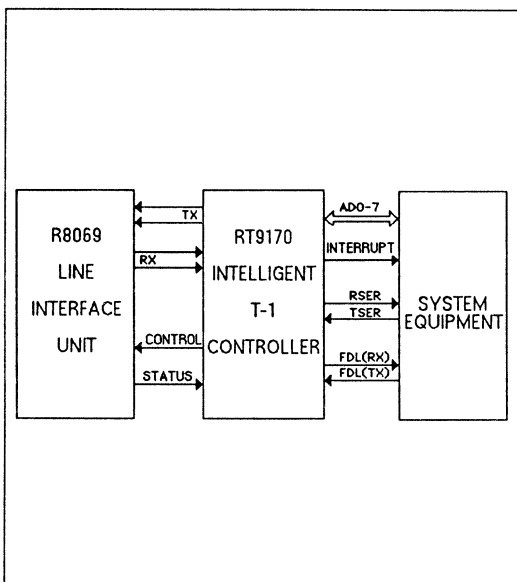 R8069
LINE
INTERFACE
UNIT
TX
RX
CONTROL
STATUS
RT9170
INTELLIGENT
T-1
CONTROLLER
AD0-7
INTERRUPT
RSER
TSER
FDL(RX)
FDL(TX)
SYSTEM
EQUIPMENT